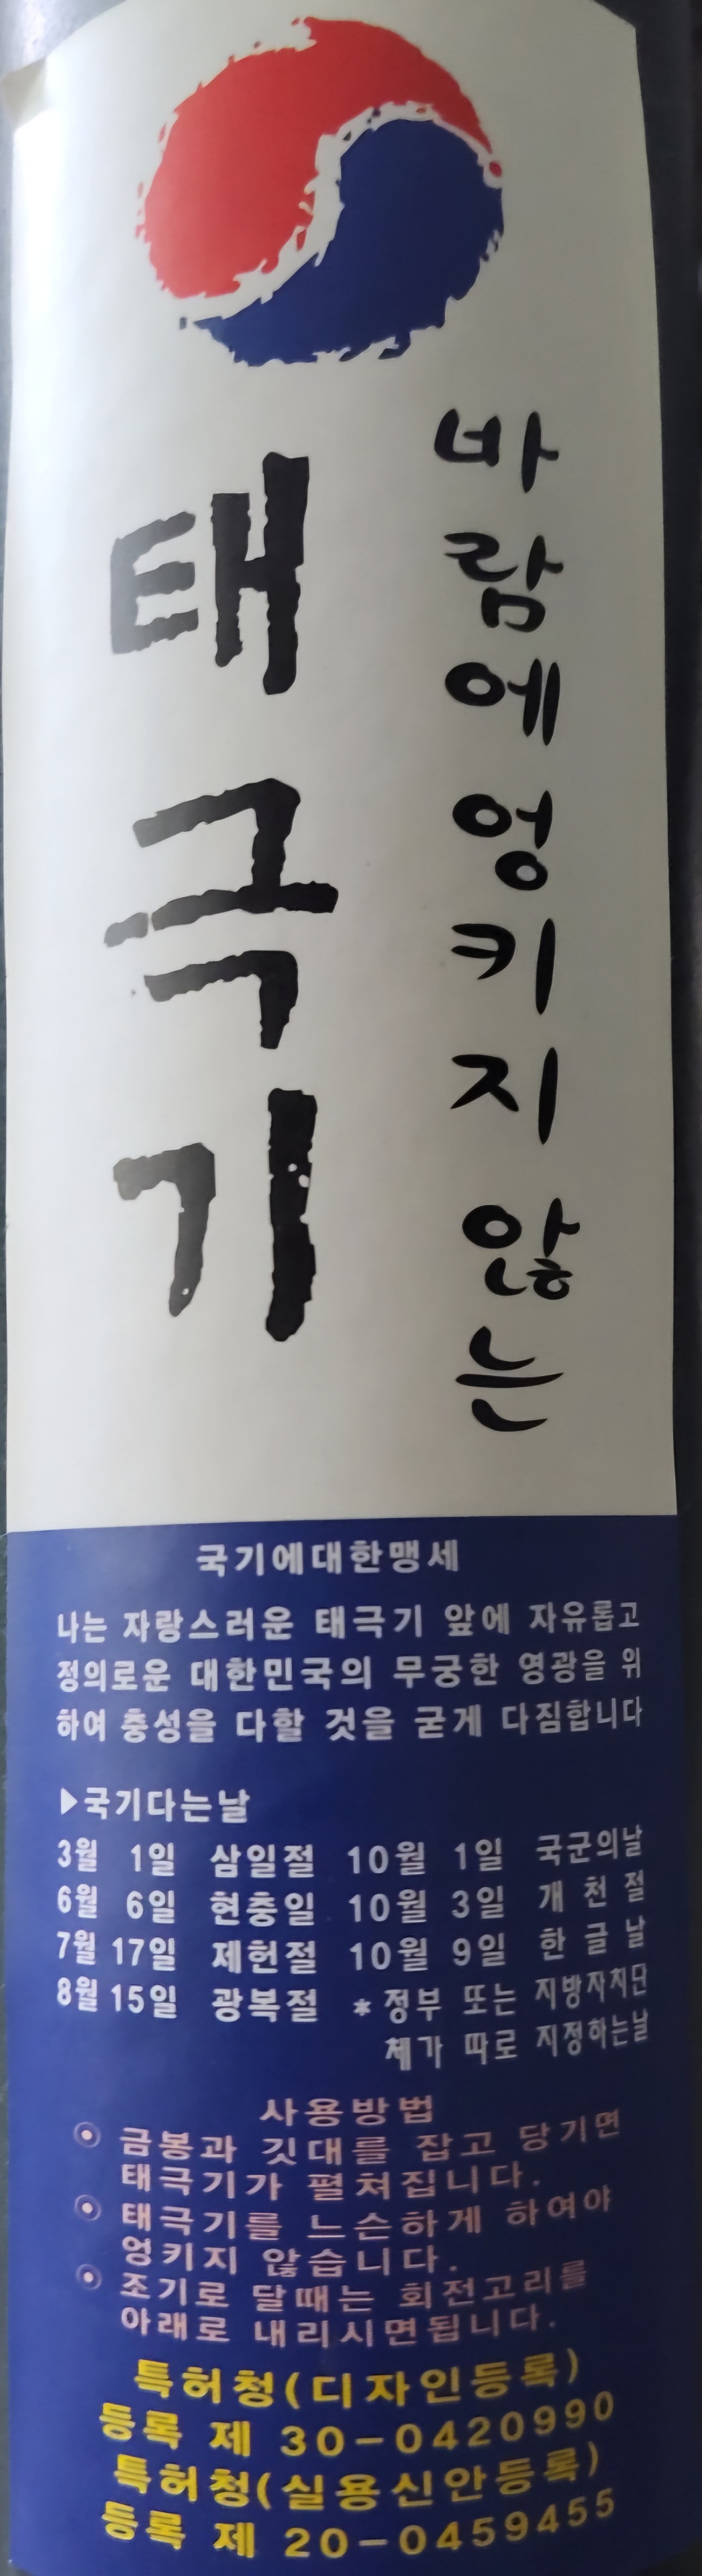 바람에 엉키지 않는
태극기
국기에대한맹세
나는 자랑스러운 태극기 앞에 자유롭고
정의로운 대한민국의 무궁한 영광을 위
하여 충성을 다할 것을 굳게 다짐합니다
▶국기다는날
3월 1일 삼일절 10월 1일 국군의날
6월 6일 현충일 10월 3일 개 천 절
7월 17일 제헌절 10월 9일 한 글 날
8월 15일 광복절 *정부 또는 지방자치단
체가 따로 지정하는날
사용방법
⊙ 금봉과 깃대를 잡고 당기면
태극기가 펼쳐집니다.
⊙ 태극기를 느슨하게 하여야
엉키지 않습니다.
⊙ 조기로 달때는 회전고리를
아래로 내리시면됩니다.
특허청(디자인등록)
등록 제 30-0420990
특허청(실용신안등록)
등록 제 20-0459455